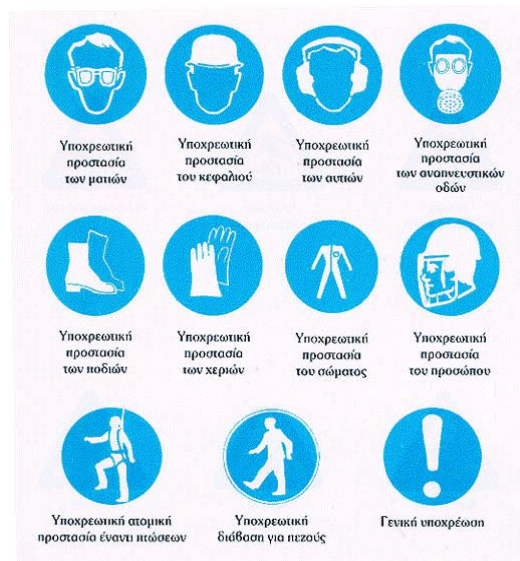 Υποχρεωτική
προστασία
των ματιών
Υποχρεωτική
προστασία
του κεφαλιού
Υποχρεωτική
προστασία
των αυτιών
Υποχρεωτική
προστασία
των αναπνευστικών
οδών
Υποχρεωτική
προστασία
των ποδιών
Υποχρεωτική
προστασία
των χεριών
Υποχρεωτική
προστασία
του σώματος
Υποχρεωτική
προστασία
του προσώπου
Υποχρεωτική ατομική
προστασία έναντι πτώσεων
Υποχρεωτική
διάβαση για πεζούς
Γενική υποχρέωση